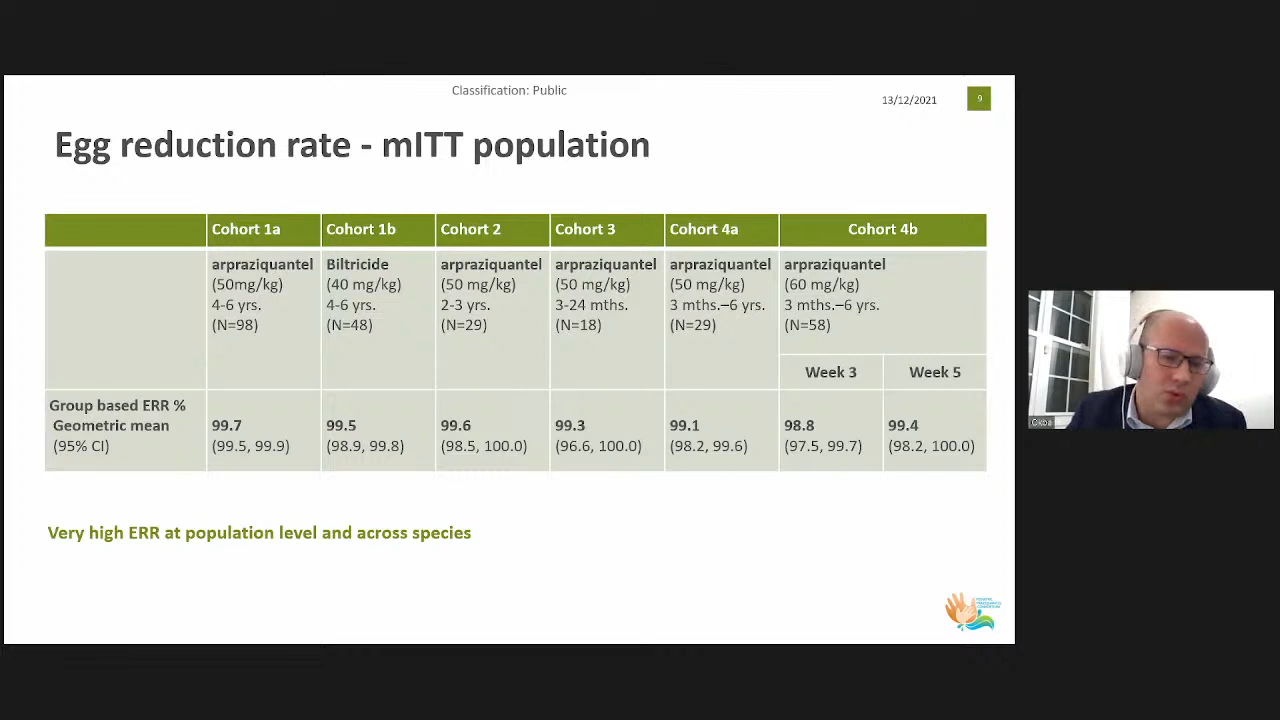 Classification: Public
13/12/2021
9
Egg reduction rate - mITT population
Cohort 1a
Cohort 1b
Cohort 2
Cohort 3
Cohort 4a
Cohort 4b
arpraziquantel
(50mg/kg)
4-6 yrs.
(N=98)
Biltricide
(40 mg/kg)
4-6 yrs.
(N=48)
arpraziquantel
(50 mg/kg)
2-3 yrs.
(N=29)
arpraziquantel
(50 mg/kg)
3-24 mths.
(N=18)
arpraziquantel
(50 mg/kg)
3 mths.–6 yrs.
(N=29)
arpraziquantel
(60 mg/kg)
3 mths.–6 yrs.
(N=58)
Week 3
Week 5
Group based ERR %
Geometric mean
(95% CI)
99.7
(99.5, 99.9)
99.5
(98.9, 99.8)
99.6
(98.5, 100.0)
99.3
(96.6, 100.0)
99.1
(98.2, 99.6)
98.8
(97.5, 99.7)
99.4
(98.2, 100.0)
Very high ERR at population level and across species